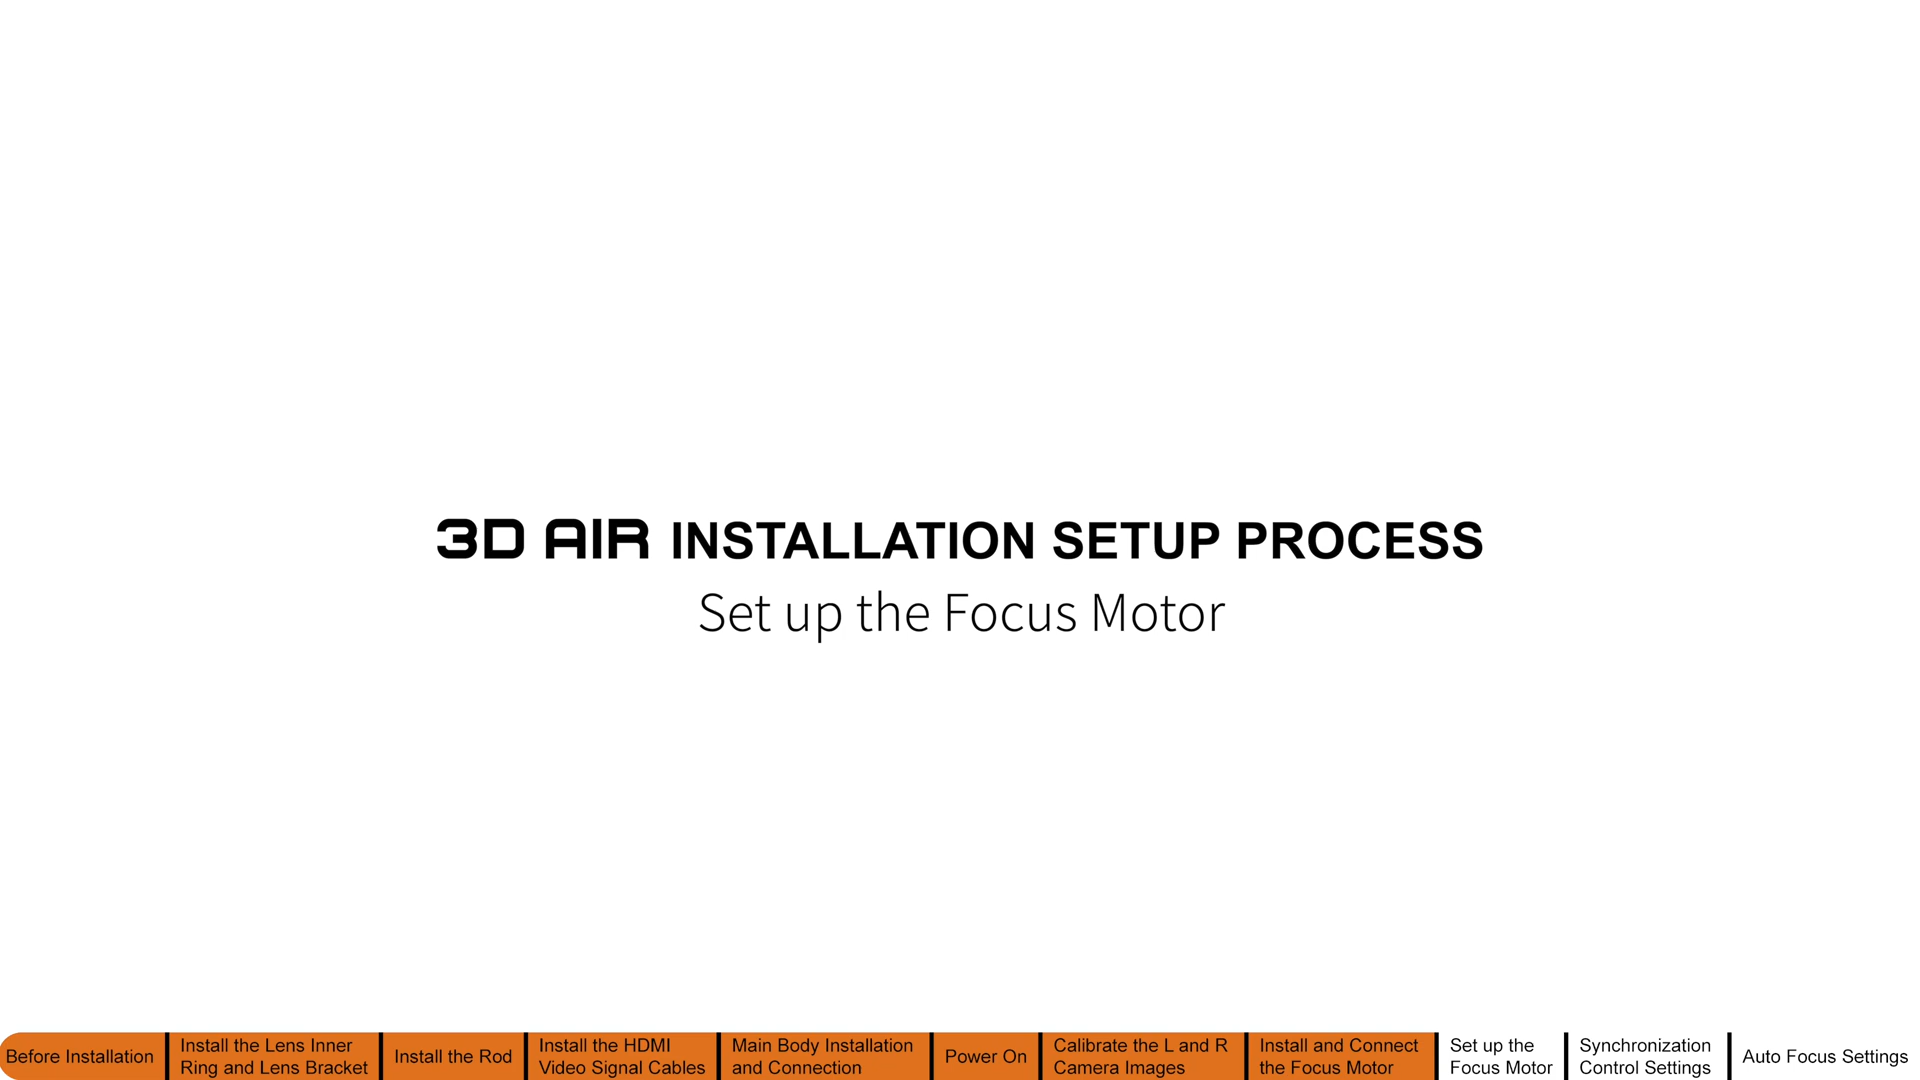 3D AIR INSTALLATION SETUP PROCESS
Set up the Focus Motor
Before Installation
Install the Lens Inner
Ring and Lens Bracket
Install the Rod
Install the HDMI
Video Signal Cables
Main Body Installation
and Connection
Power On
Calibrate the L and R
Camera Images
Install and Connect
the Focus Motor
Set up the
Focus Motor
Synchronization
Control Settings
Auto Focus Settings